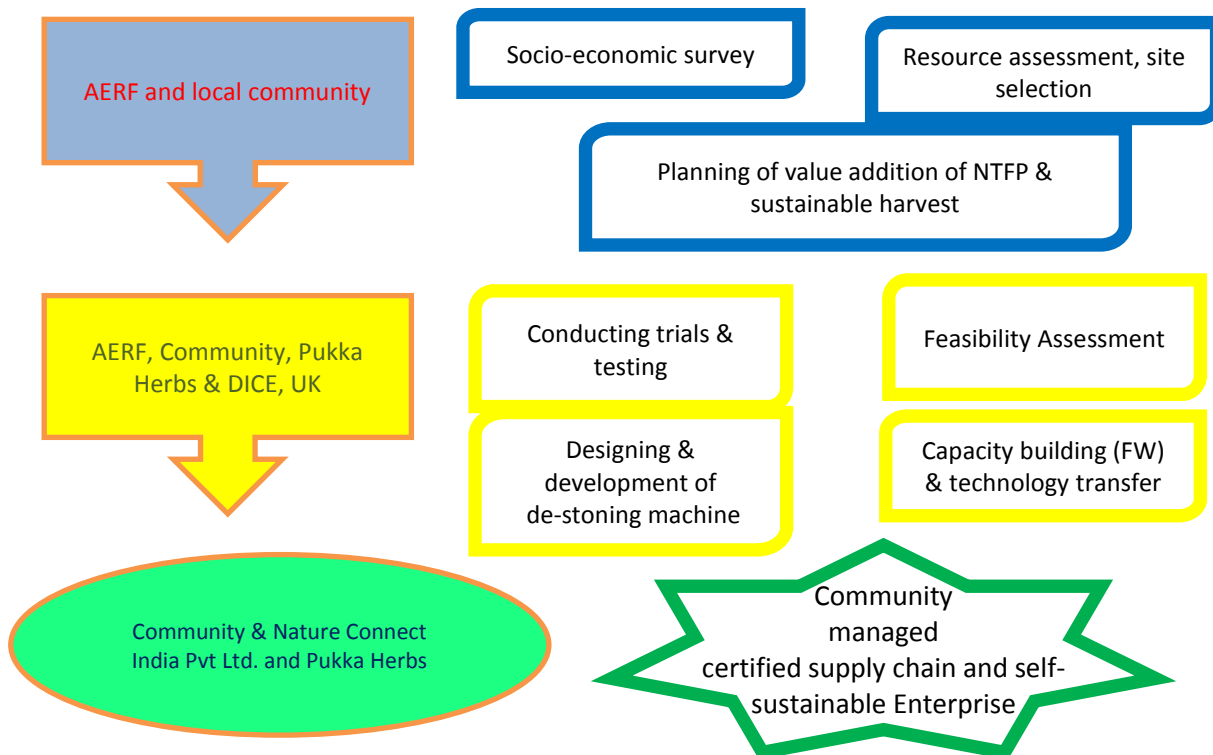 AERF and local community
Socio-economic survey
Resource assessment, site
selection
Planning of value addition of NTFP &
sustainable harvest
AERF, Community, Pukka
Herbs & DICE, UK
Conducting trials &
testing
Feasibility Assessment
Designing &
development of
de-stoning machine
Capacity building (FW)
& technology transfer
Community & Nature Connect
India Pvt Ltd. and Pukka Herbs
Community
managed
certified supply chain and self-
sustainable Enterprise